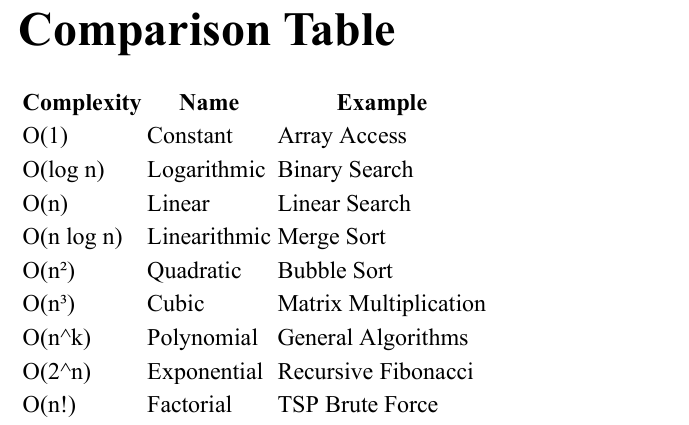 Comparison Table
Complexity Name Example
O(1) Constant Array Access
O(log n) Logarithmic Binary Search
O(n) Linear Linear Search
O(n log n) Linearithmic Merge Sort
O(n²) Quadratic Bubble Sort
O(n³) Cubic Matrix Multiplication
O(n^k) Polynomial General Algorithms
O(2^n) Exponential Recursive Fibonacci
O(n!) Factorial TSP Brute Force